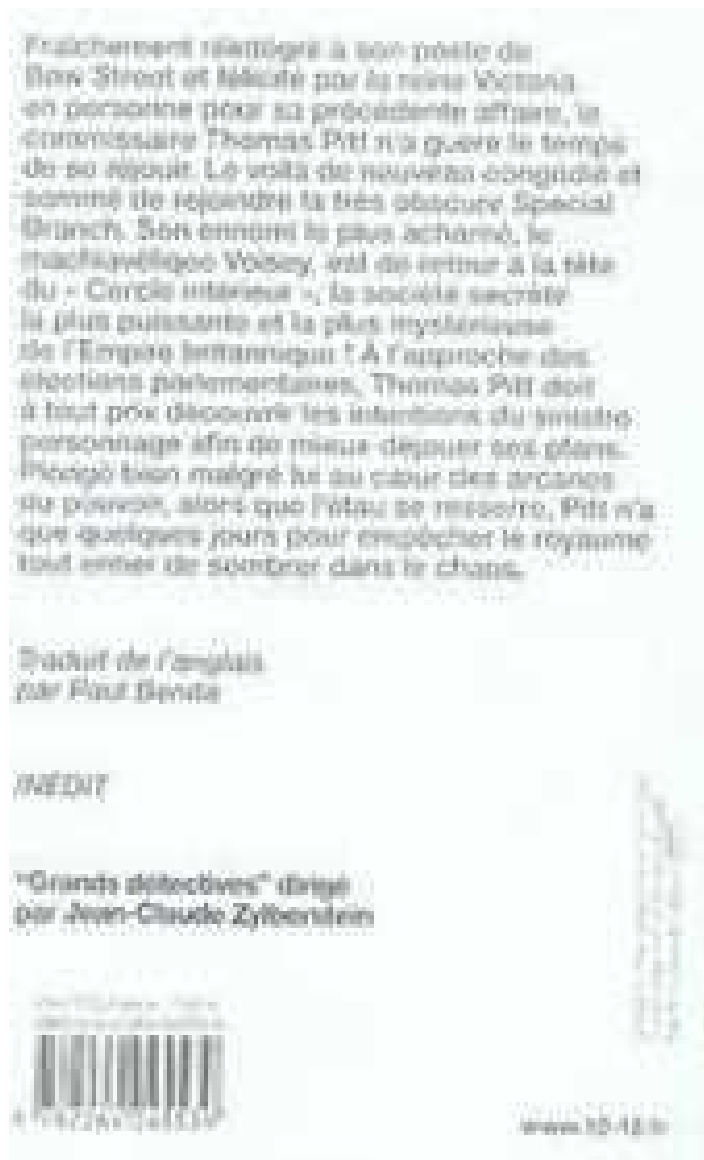 Fraîchement réintégré à son poste de
Bow Street et félicité par la reine Victoria
en personne pour sa précédente affaire, le
commissaire Thomas Pitt n'a guère le temps
de se réjouir. Le voilà de nouveau congédié et
sommé de rejoindre la très obscure Special
Branch. Son ennemi le plus acharné, le
machiavélique Voisey, est de retour à la tête
du « Cercle intérieur », la société secrète
la plus puissante et la plus mystérieuse
de l'Empire britannique ! A l'approche des
élections parlementaires, Thomas Pitt doit
à tout prix découvrir les intentions du sinistre
personnage afin de mieux déjouer ses plans.
Plongé bien malgré lui au cœur des arcanes
du pouvoir, alors que l'étau se resserre, Pitt n'a
que quelques jours pour empêcher le royaume
tout entier de sombrer dans le chaos.
Traduit de l'anglais
par Paul Benita
INÉDIT
"Grands détectives" dirigé
par Jean-Claude Zylberstein